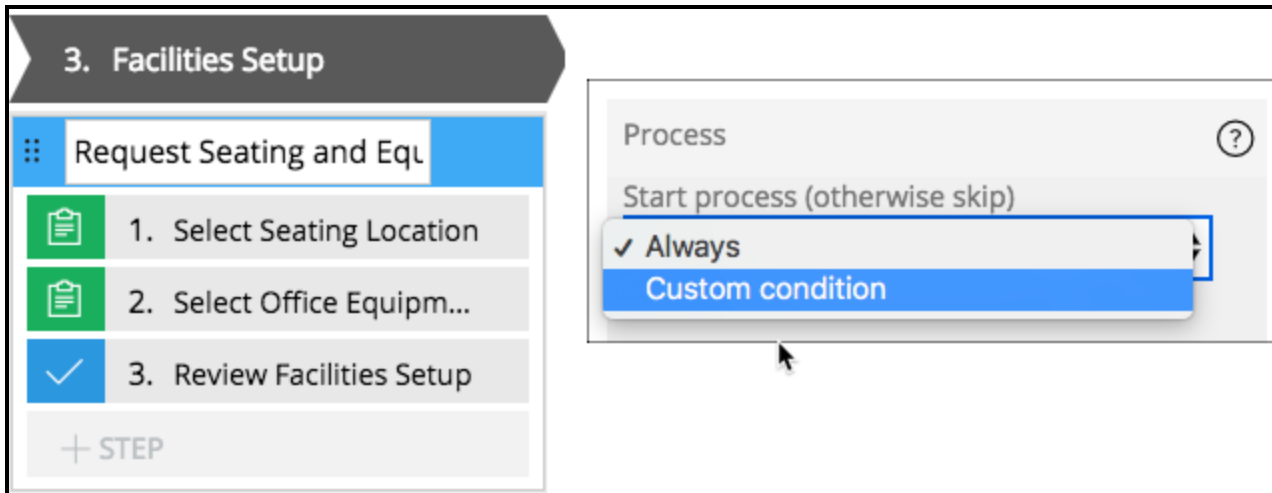 3. Facilities Setup
Request Seating and Equ
1. Select Seating Location
2. Select Office Equipm...
3. Review Facilities Setup
+ STEP
Process
?
Start process (otherwise skip)
✓ Always
Custom condition